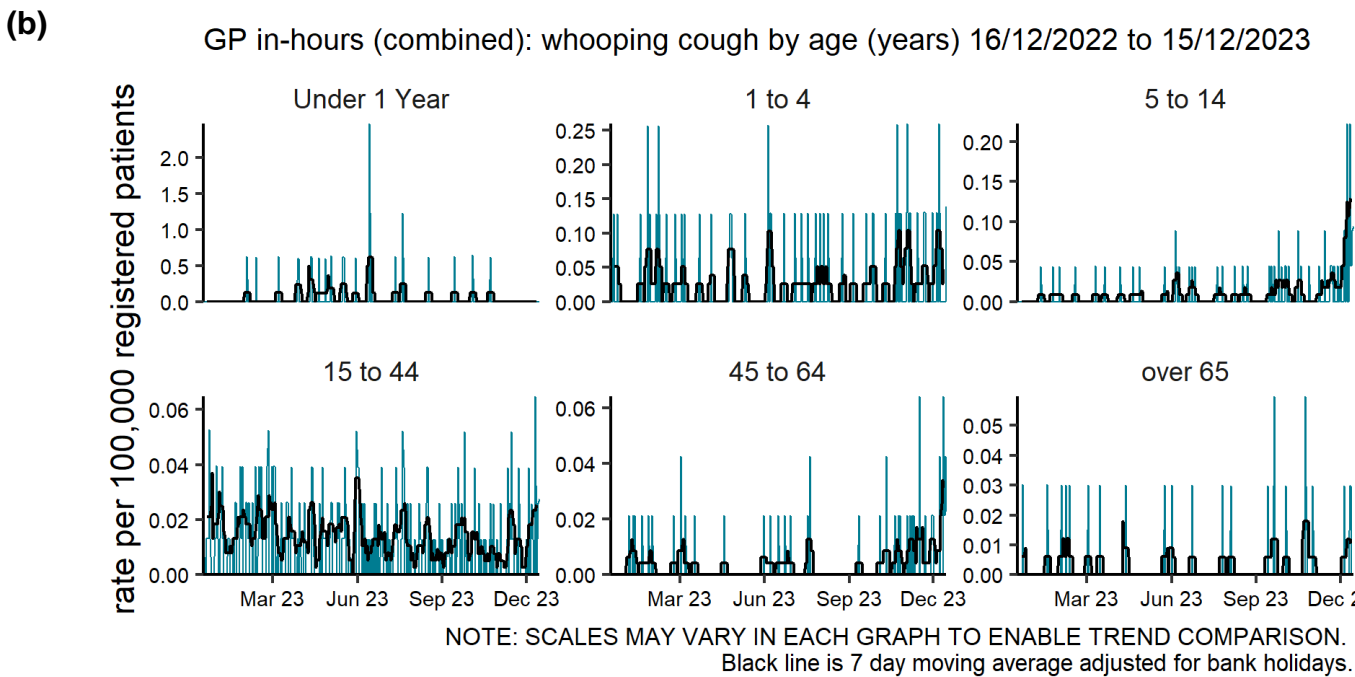 (b)
GP in-hours (combined): whooping cough by age (years) 16/12/2022 to 15/12/2023
rate per 100,000 registered patients
Under 1 Year
2.0
1.5
1.0
0.5
0.0
1 to 4
0.25
0.20
0.15
0.10
0.05
0.00
5 to 14
0.20
0.15
0.10
0.05
0.00
15 to 44
0.06
0.04
0.02
0.00
Mar 23 Jun 23 Sep 23 Dec 23
45 to 64
0.06
0.04
0.02
0.00
Mar 23 Jun 23 Sep 23 Dec 23
over 65
0.05
0.04
0.03
0.02
0.01
0.00
Mar 23 Jun 23 Sep 23 Dec
NOTE: SCALES MAY VARY IN EACH GRAPH TO ENABLE TREND COMPARISON.
Black line is 7 day moving average adjusted for bank holidays.